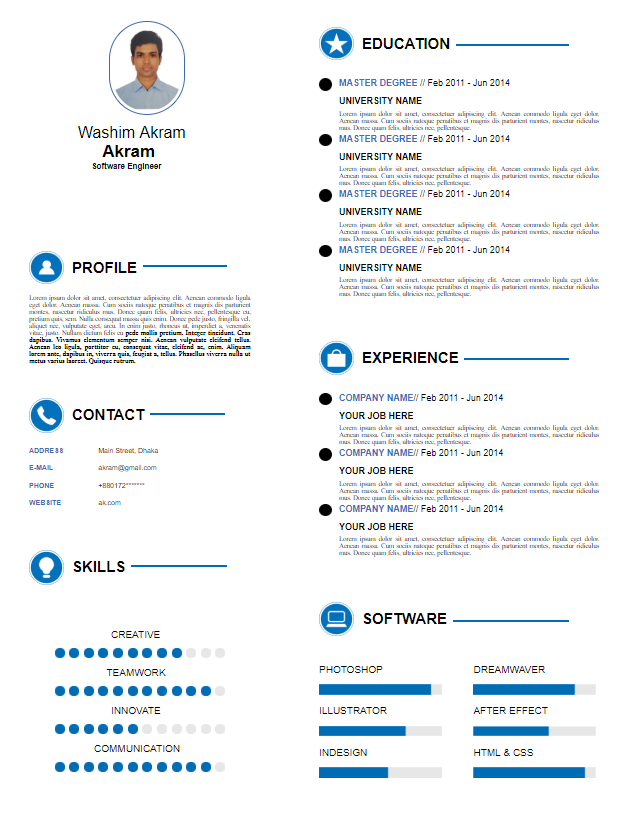 Washim Akram
Akram
Software Engineer
PROFILE
Lorem ipsum dolor sit amet, consectetuer adipiscing elit. Aenean commodo ligula eget dolor. Aenean massa. Cum sociis natoque penatibus et magnis dis parturient montes, nascetur ridiculus mus. Donec quam felis, ultricies nec, pellentesque eu, pretium quis, sem. Nulla consequat massa quis enim. Donec pede justo, fringilla vel, aliquet nec, vulputate eget, arcu. In enim justo, rhoncus ut, imperdiet a, venenatis vitae, justo. Nullam dictum felis eu pede mollis pretium. Integer tincidunt. Cras dapibus. Vivamus elementum semper nisi. Aenean vulputate eleifend tellus. Aenean leo ligula, porttitor eu, consequat vitae, eleifend ac, enim. Aliquam lorem ante, dapibus in, viverra quis, feugiat a, tellus. Phasellus viverra nulla ut metus varius laoreet. Quisque rutrum.
CONTACT
ADDRESS Main Street, Dhaka
E-MAIL akram@gmail.com
PHONE +880172*******
WEBSITE ak.com
SKILLS
CREATIVE
TEAMWORK
INNOVATE
COMMUNICATION
EDUCATION
MASTER DEGREE // Feb 2011 - Jun 2014
UNIVERSITY NAME
Lorem ipsum dolor sit amet, consectetuer adipiscing elit. Aenean commodo ligula eget dolor.
Aenean massa. Cum sociis natoque penatibus et magnis dis parturient montes, nascetur ridiculus
mus. Donec quam felis, ultricies nec, pellentesque.
MASTER DEGREE // Feb 2011 - Jun 2014
UNIVERSITY NAME
Lorem ipsum dolor sit amet, consectetuer adipiscing elit. Aenean commodo ligula eget dolor.
Aenean massa. Cum sociis natoque penatibus et magnis dis parturient montes, nascetur ridiculus
mus. Donec quam felis, ultricies nec, pellentesque.
MASTER DEGREE // Feb 2011 - Jun 2014
UNIVERSITY NAME
Lorem ipsum dolor sit amet, consectetuer adipiscing elit. Aenean commodo ligula eget dolor.
Aenean massa. Cum sociis natoque penatibus et magnis dis parturient montes, nascetur ridiculus
mus. Donec quam felis, ultricies nec, pellentesque.
MASTER DEGREE // Feb 2011 - Jun 2014
UNIVERSITY NAME
Lorem ipsum dolor sit amet, consectetuer adipiscing elit. Aenean commodo ligula eget dolor.
Aenean massa. Cum sociis natoque penatibus et magnis dis parturient montes, nascetur ridiculus
mus. Donec quam felis, ultricies nec, pellentesque.
EXPERIENCE
COMPANY NAME// Feb 2011 - Jun 2014
YOUR JOB HERE
Lorem ipsum dolor sit amet, consectetuer adipiscing elit. Aenean commodo ligula eget dolor.
Aenean massa. Cum sociis natoque penatibus et magnis dis parturient montes, nascetur ridiculus
mus. Donec quam felis, ultricies nec, pellentesque.
COMPANY NAME// Feb 2011 - Jun 2014
YOUR JOB HERE
Lorem ipsum dolor sit amet, consectetuer adipiscing elit. Aenean commodo ligula eget dolor.
Aenean massa. Cum sociis natoque penatibus et magnis dis parturient montes, nascetur ridiculus
mus. Donec quam felis, ultricies nec, pellentesque.
COMPANY NAME// Feb 2011 - Jun 2014
YOUR JOB HERE
Lorem ipsum dolor sit amet, consectetuer adipiscing elit. Aenean commodo ligula eget dolor.
Aenean massa. Cum sociis natoque penatibus et magnis dis parturient montes, nascetur ridiculus
mus. Donec quam felis, ultricies nec, pellentesque.
SOFTWARE
PHOTOSHOP DREAMWAVER
ILLUSTRATOR AFTER EFFECT
INDESIGN HTML & CSS